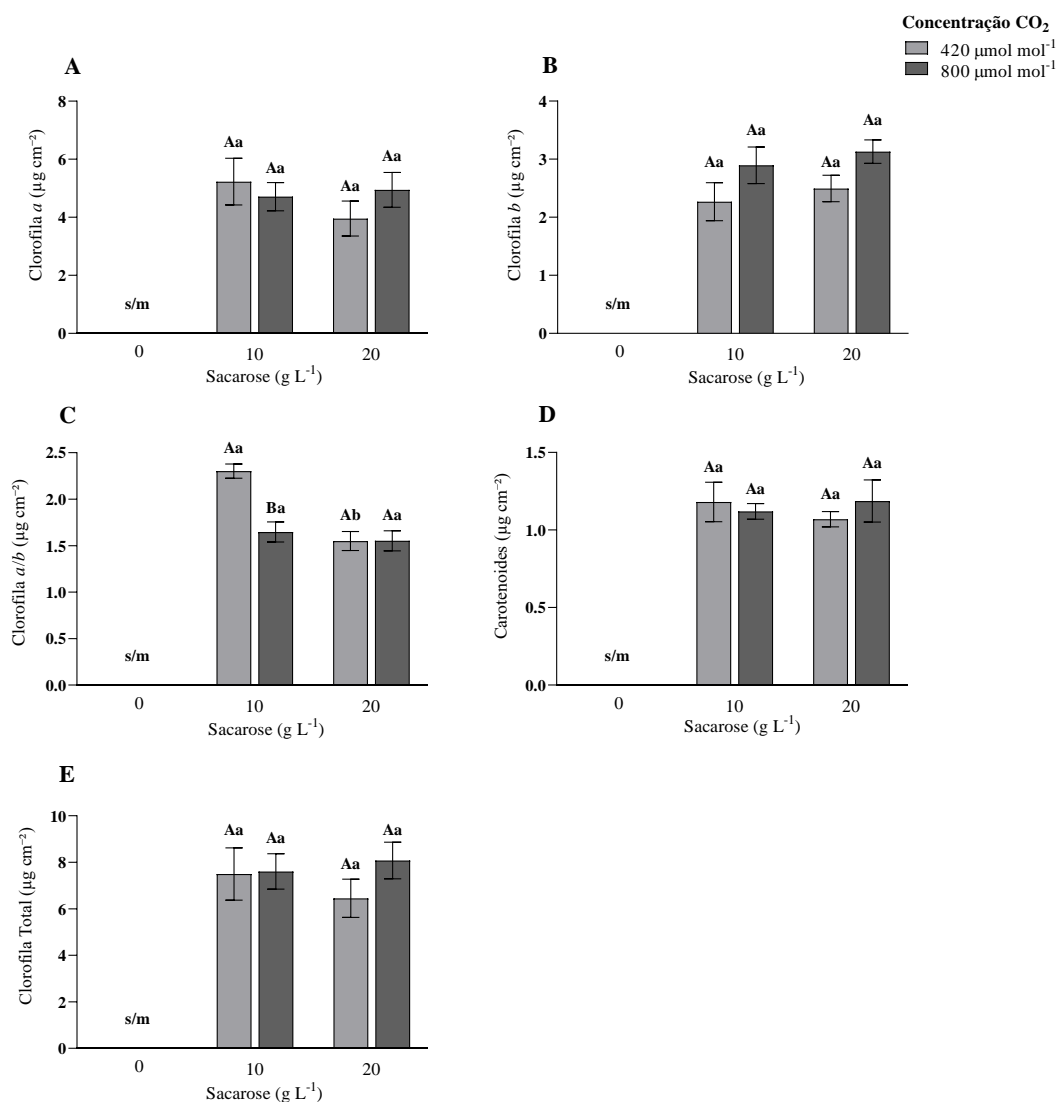 Concentração CO₂
420 μmol mol⁻¹
800 μmol mol⁻¹
A
Clorofila a (μg cm⁻²)
8
6
4
2
0
s/m
Aa
Aa
Aa
Aa
0
10
20
Sacarose (g L⁻¹)
B
Clorofila b (μg cm⁻²)
4
3
2
1
0
s/m
Aa
Aa
Aa
Aa
0
10
20
Sacarose (g L⁻¹)
C
Clorofila a/b (μg cm⁻²)
2.5
2.0
1.5
1.0
0.5
0.0
s/m
Aa
Ba
Ab
Aa
0
10
20
Sacarose (g L⁻¹)
D
Carotenoides (μg cm⁻²)
1.5
1.0
0.5
0.0
s/m
Aa
Aa
Aa
Aa
0
10
20
Sacarose (g L⁻¹)
E
Clorofila Total (μg cm⁻²)
10
8
6
4
2
0
s/m
Aa
Aa
Aa
Aa
0
10
20
Sacarose (g L⁻¹)